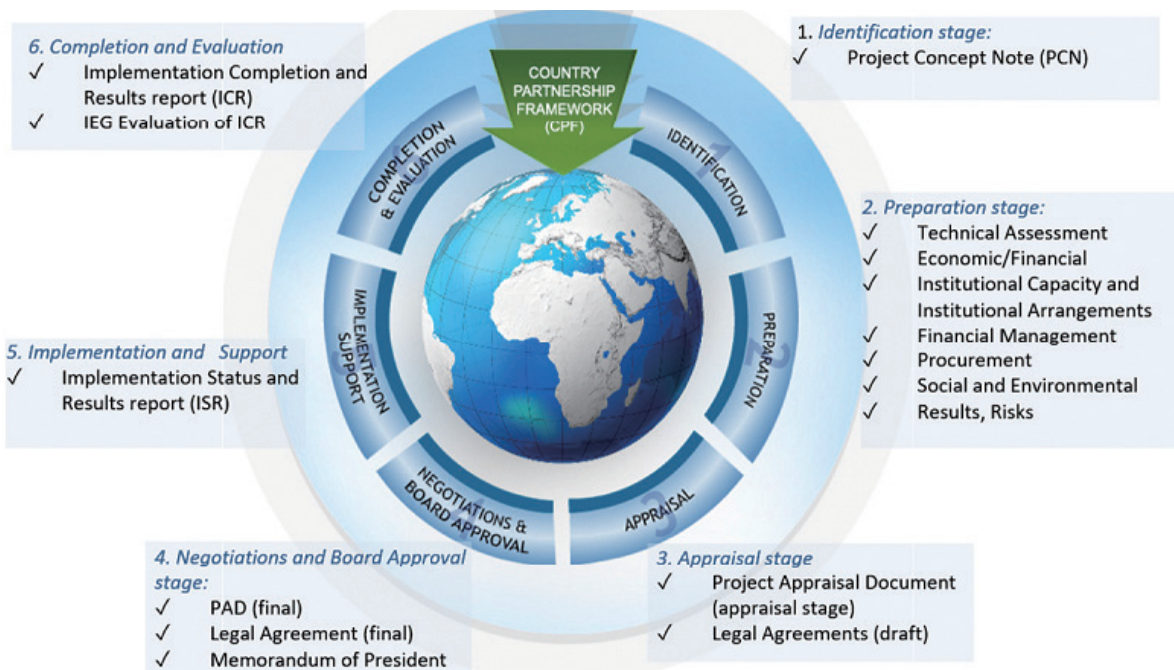 6. Completion and Evaluation
✓ Implementation Completion and
Results report (ICR)
✓ IEG Evaluation of ICR
COUNTRY
PARTNERSHIP
FRAMEWORK
(CPF)
1. Identification stage:
✓ Project Concept Note (PCN)
1
IDENTIFICATION
2. Preparation stage:
✓ Technical Assessment
✓ Economic/Financial
✓ Institutional Capacity and
Institutional Arrangements
✓ Financial Management
✓ Procurement
✓ Social and Environmental
✓ Results, Risks
2
PREPARATION
3
APPRAISAL
3. Appraisal stage
✓ Project Appraisal Document
(appraisal stage)
✓ Legal Agreements (draft)
4
NEGOTIATIONS &
BOARD APPROVAL
4. Negotiations and Board Approval
stage:
✓ PAD (final)
✓ Legal Agreement (final)
✓ Memorandum of President
IMPLEMENTATION
SUPPORT
5. Implementation and Support
✓ Implementation Status and
Results report (ISR)
COMPLETION
& EVALUATION